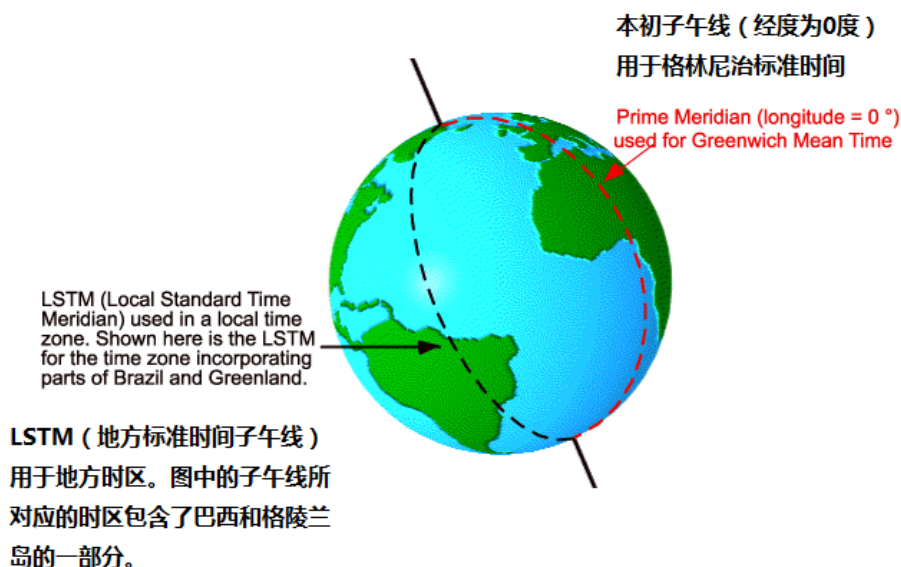 本初子午线（经度为0度）
用于格林尼治标准时间
Prime Meridian (longitude = 0 °)
used for Greenwich Mean Time
LSTM (Local Standard Time
Meridian) used in a local time
zone. Shown here is the LSTM
for the time zone incorporating
parts of Brazil and Greenland.
LSTM（地方标准时间子午线）
用于地方时区。图中的子午线所
对应的时区包含了巴西和格陵兰
岛的一部分。